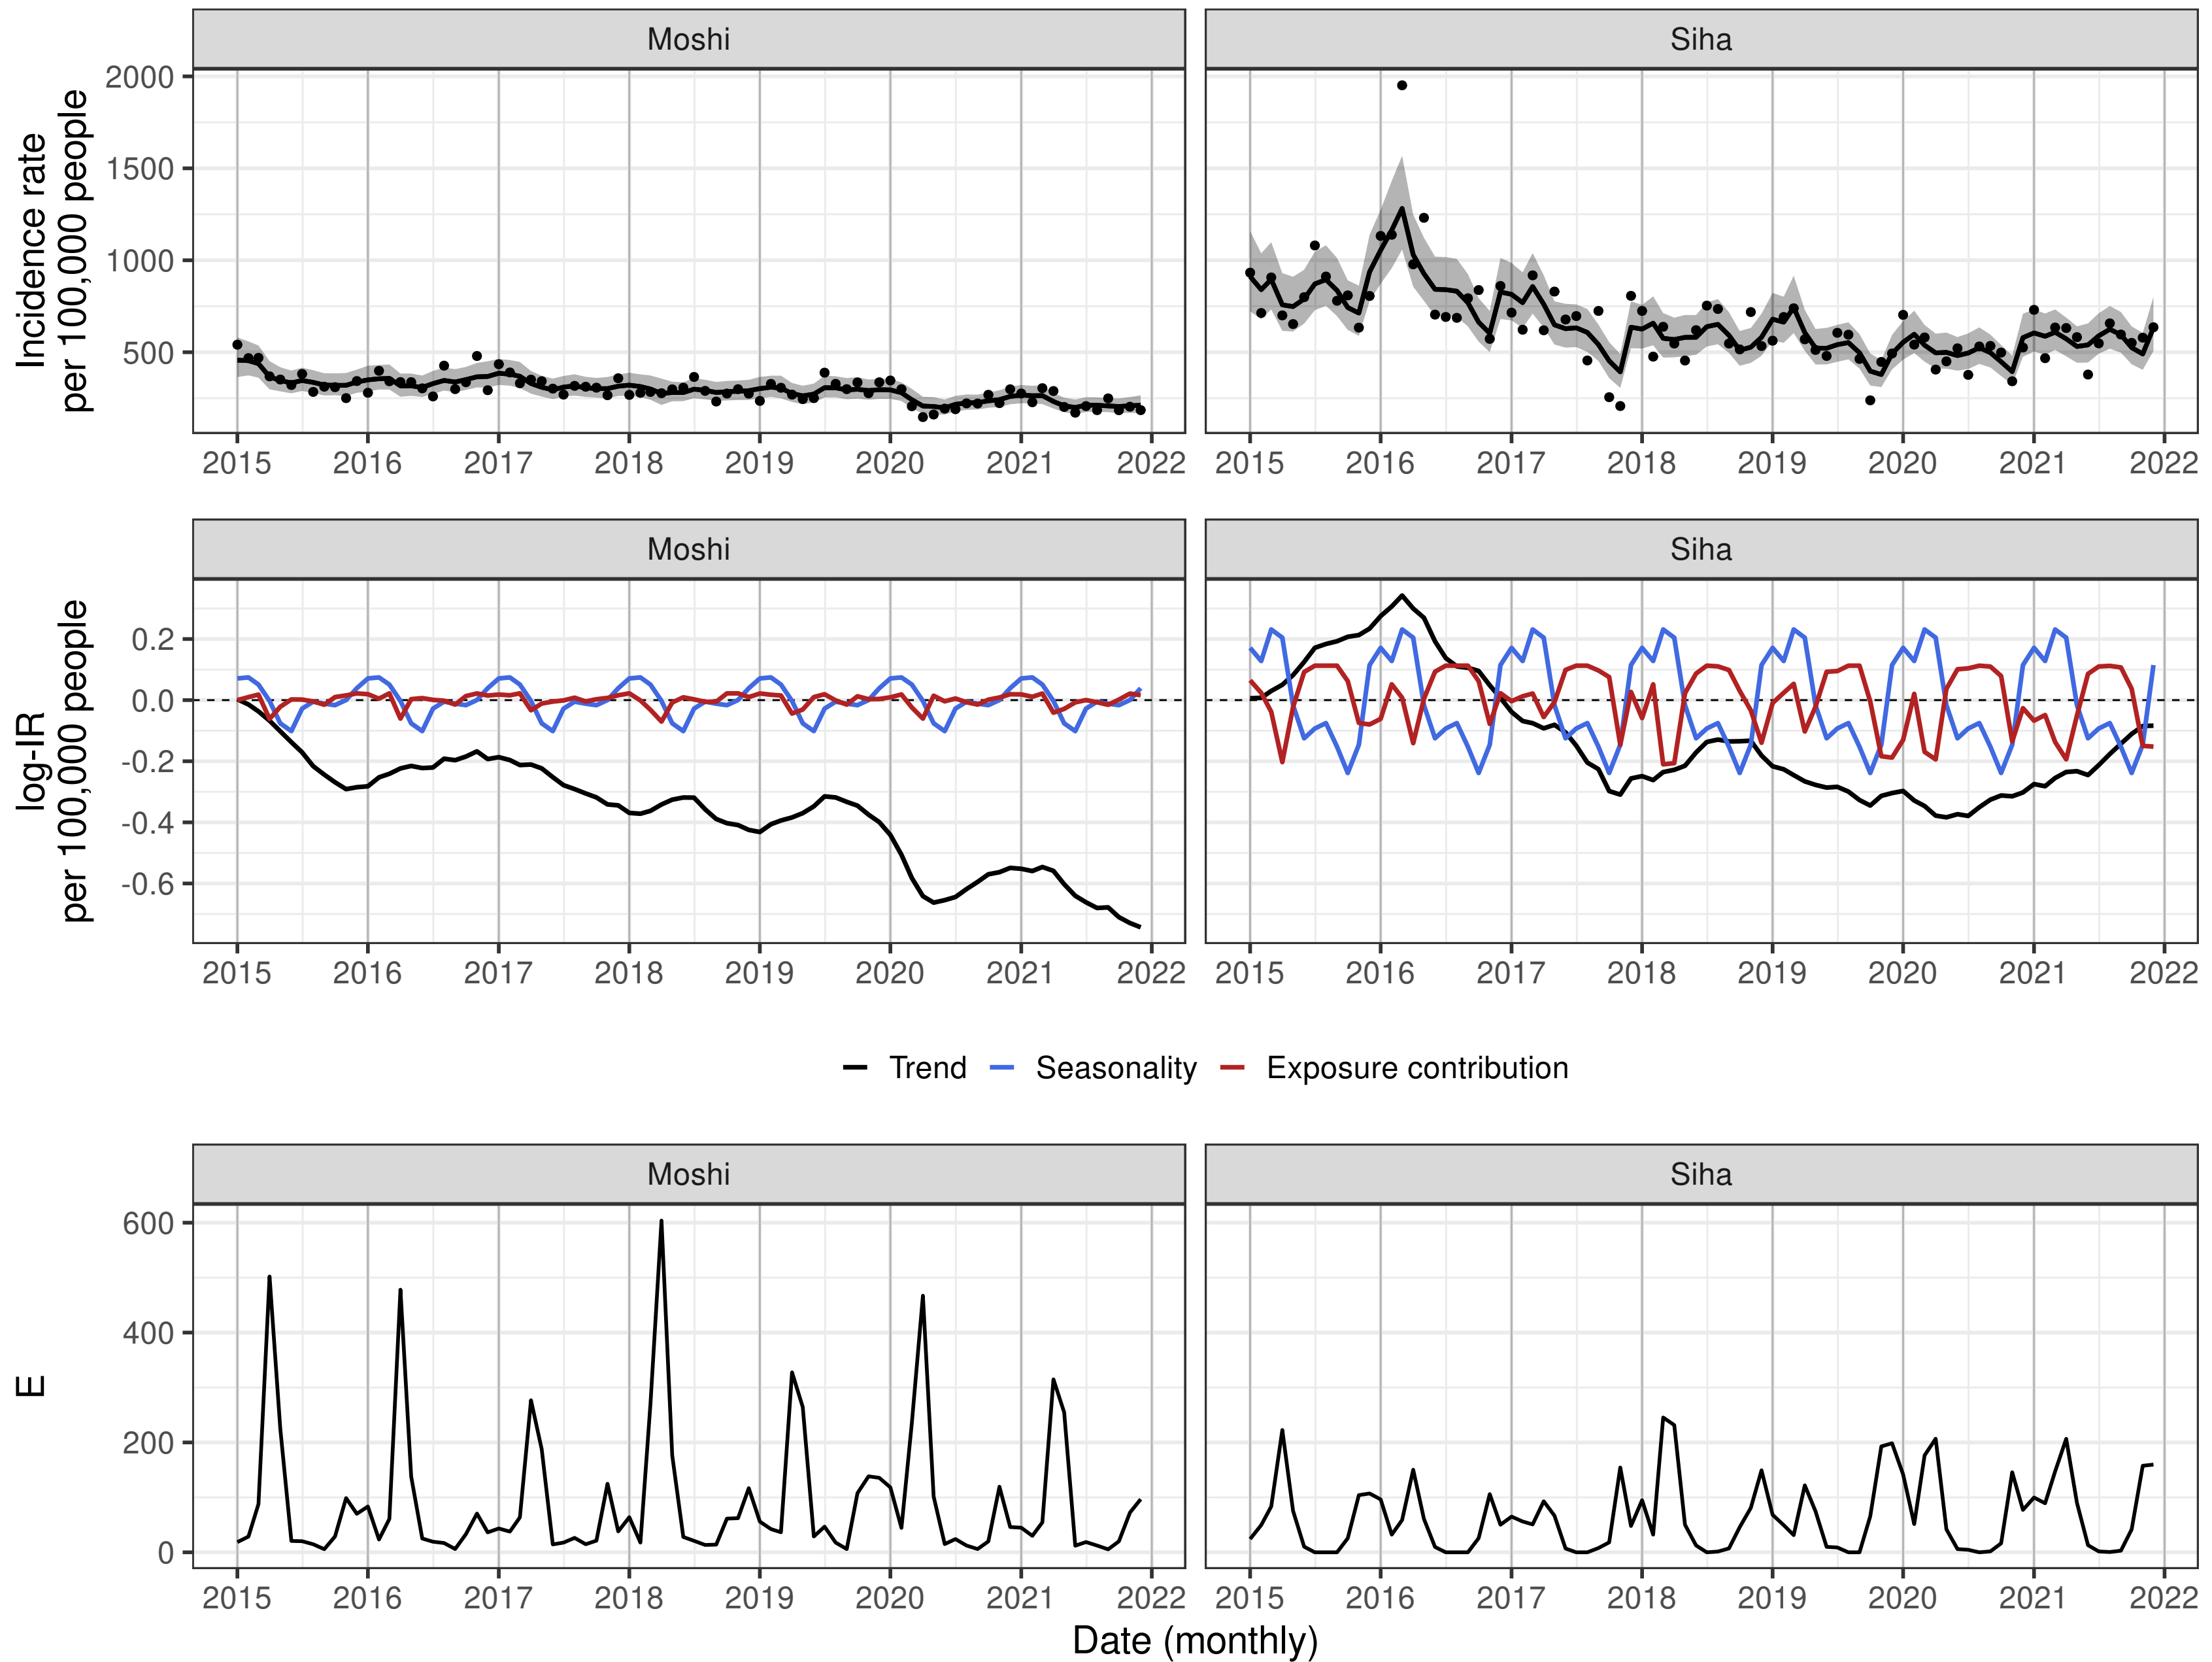 Moshi Siha
Incidence rate
per 100,000 people
2000
1500
1000
500
2015 2016 2017 2018 2019 2020 2021 2022 2015 2016 2017 2018 2019 2020 2021 2022
Moshi Siha
log-IR
per 100,000 people
0.2
0.0
-0.2
-0.4
-0.6
2015 2016 2017 2018 2019 2020 2021 2022 2015 2016 2017 2018 2019 2020 2021 2022
Trend Seasonality Exposure contribution
Moshi Siha
E
600
400
200
0
2015 2016 2017 2018 2019 2020 2021 2022 2015 2016 2017 2018 2019 2020 2021 2022
Date (monthly)